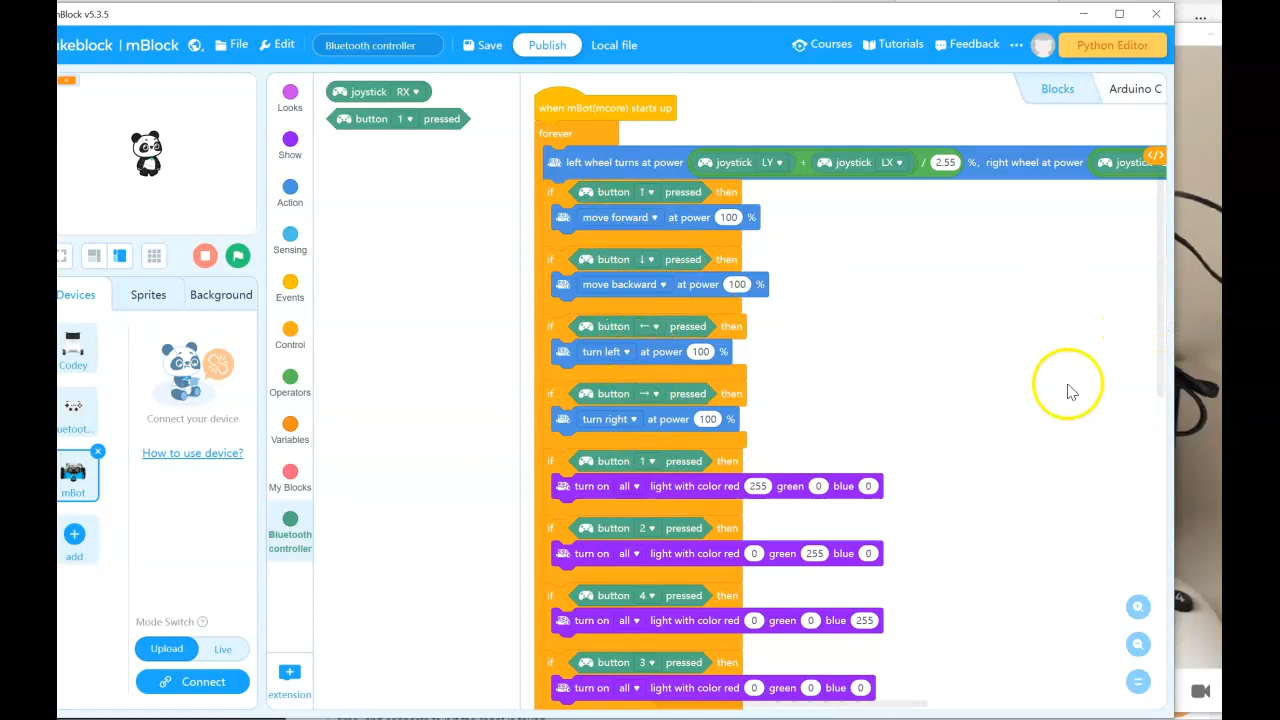 mBlock v5.3.5
akeblock | mBlock File Edit Bluetooth controller Save Publish Local file Courses Tutorials Feedback ••• Python Editor
Blocks Arduino C
joystick RX
button 1 pressed
Looks
Show
Action
Sensing
Events
Control
Operators
Variables
My Blocks
Bluetooth
controller
extension
Devices Sprites Background
Codey
uetoot...
mBot
add
Connect your device
How to use device?
Mode Switch ?
Upload Live
Connect
when mBot(mcore) starts up
forever
left wheel turns at power joystick LY + joystick LX / 2.55 %, right wheel at power joystic
if button ↑ pressed then
move forward at power 100 %
if button ↓ pressed then
move backward at power 100 %
if button ← pressed then
turn left at power 100 %
if button → pressed then
turn right at power 100 %
if button 1 pressed then
turn on all light with color red 255 green 0 blue 0
if button 2 pressed then
turn on all light with color red 0 green 255 blue 0
if button 4 pressed then
turn on all light with color red 0 green 0 blue 255
if button 3 pressed then
turn on all light with color red 0 green 0 blue 0